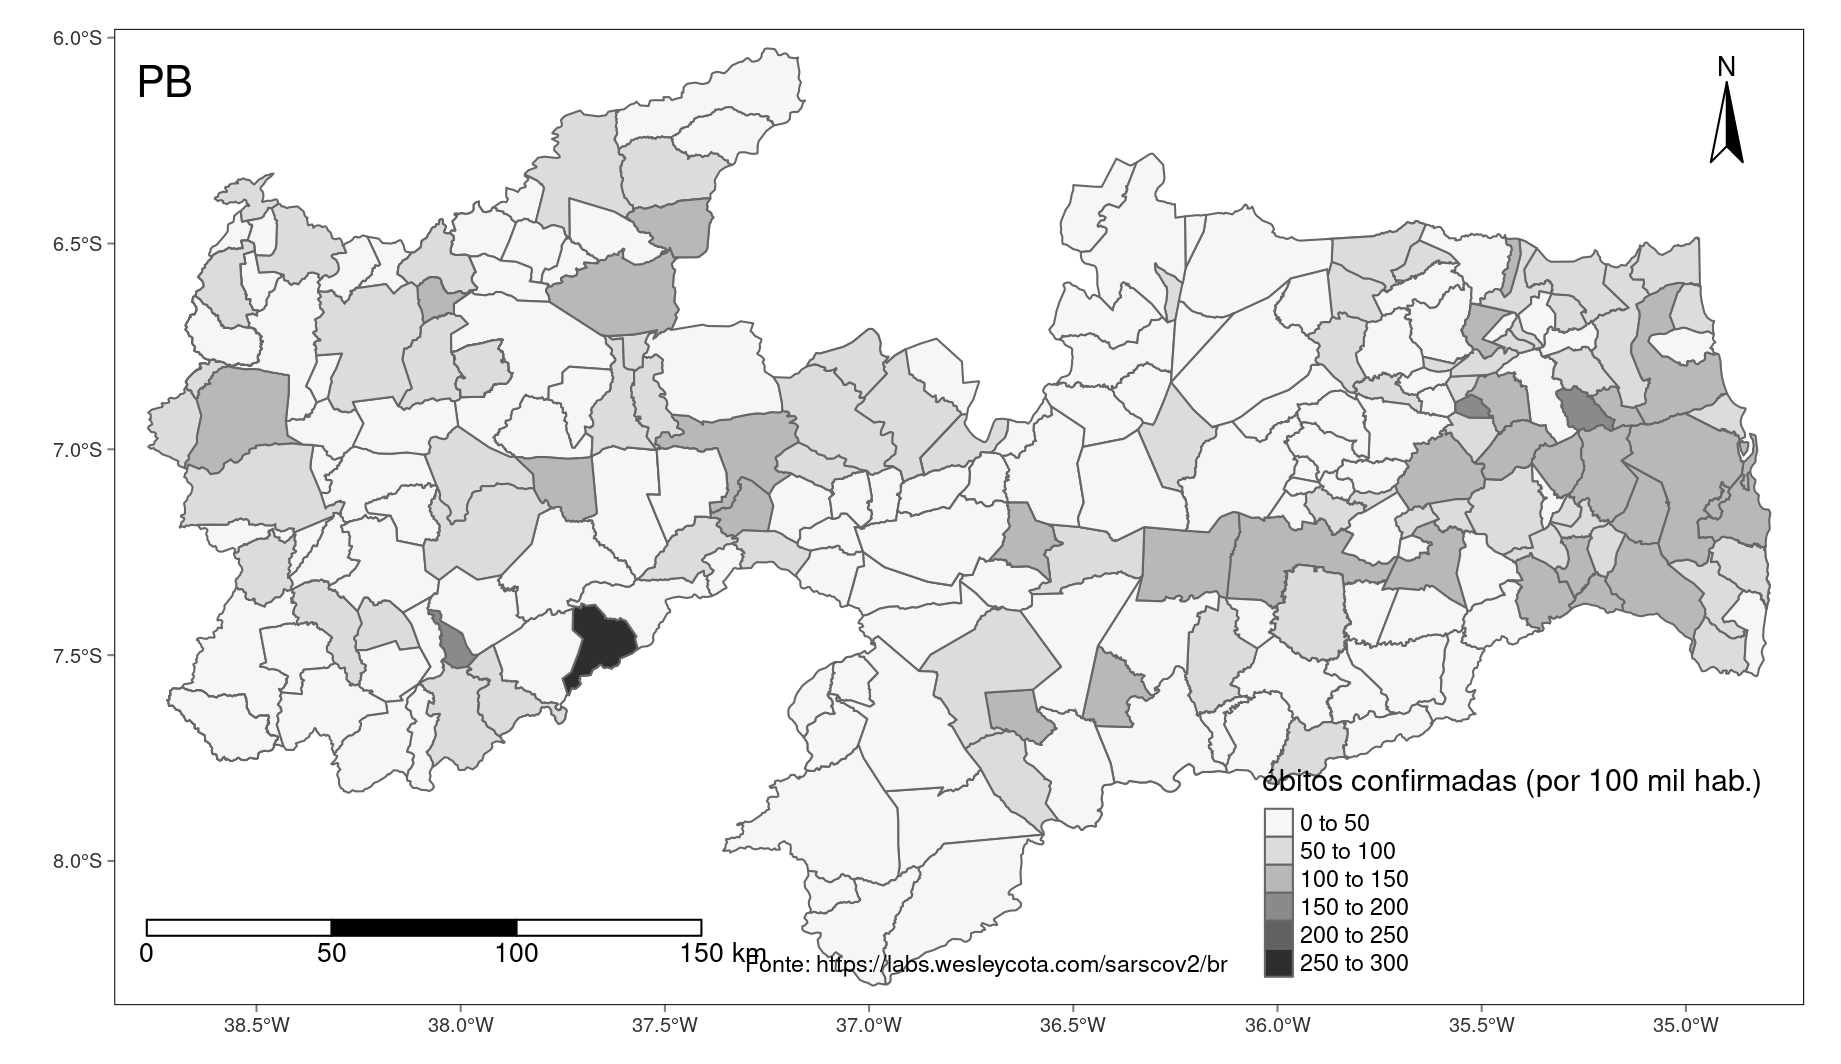 6.0°S
PB
N
6.5°S
7.0°S
7.5°S
8.0°S
óbitos confirmadas (por 100 mil hab.)
0 to 50
50 to 100
100 to 150
150 to 200
200 to 250
250 to 300
0 50 100 150 km
Fonte: https://labs.wesleycota.com/sarscov2/br
38.5°W 38.0°W 37.5°W 37.0°W 36.5°W 36.0°W 35.5°W 35.0°W